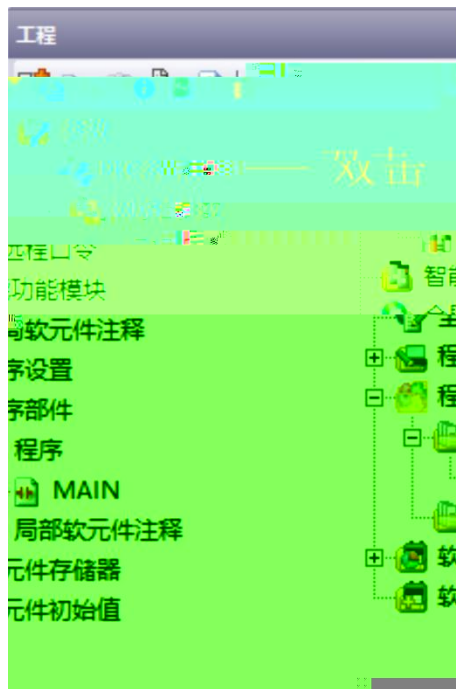 工程
双击
远程口令
功能模块
智能
局软元件注释
全
序设置
程
序部件
程
程序
MAIN
局部软元件注释
元件存储器
软
元件初始值
软